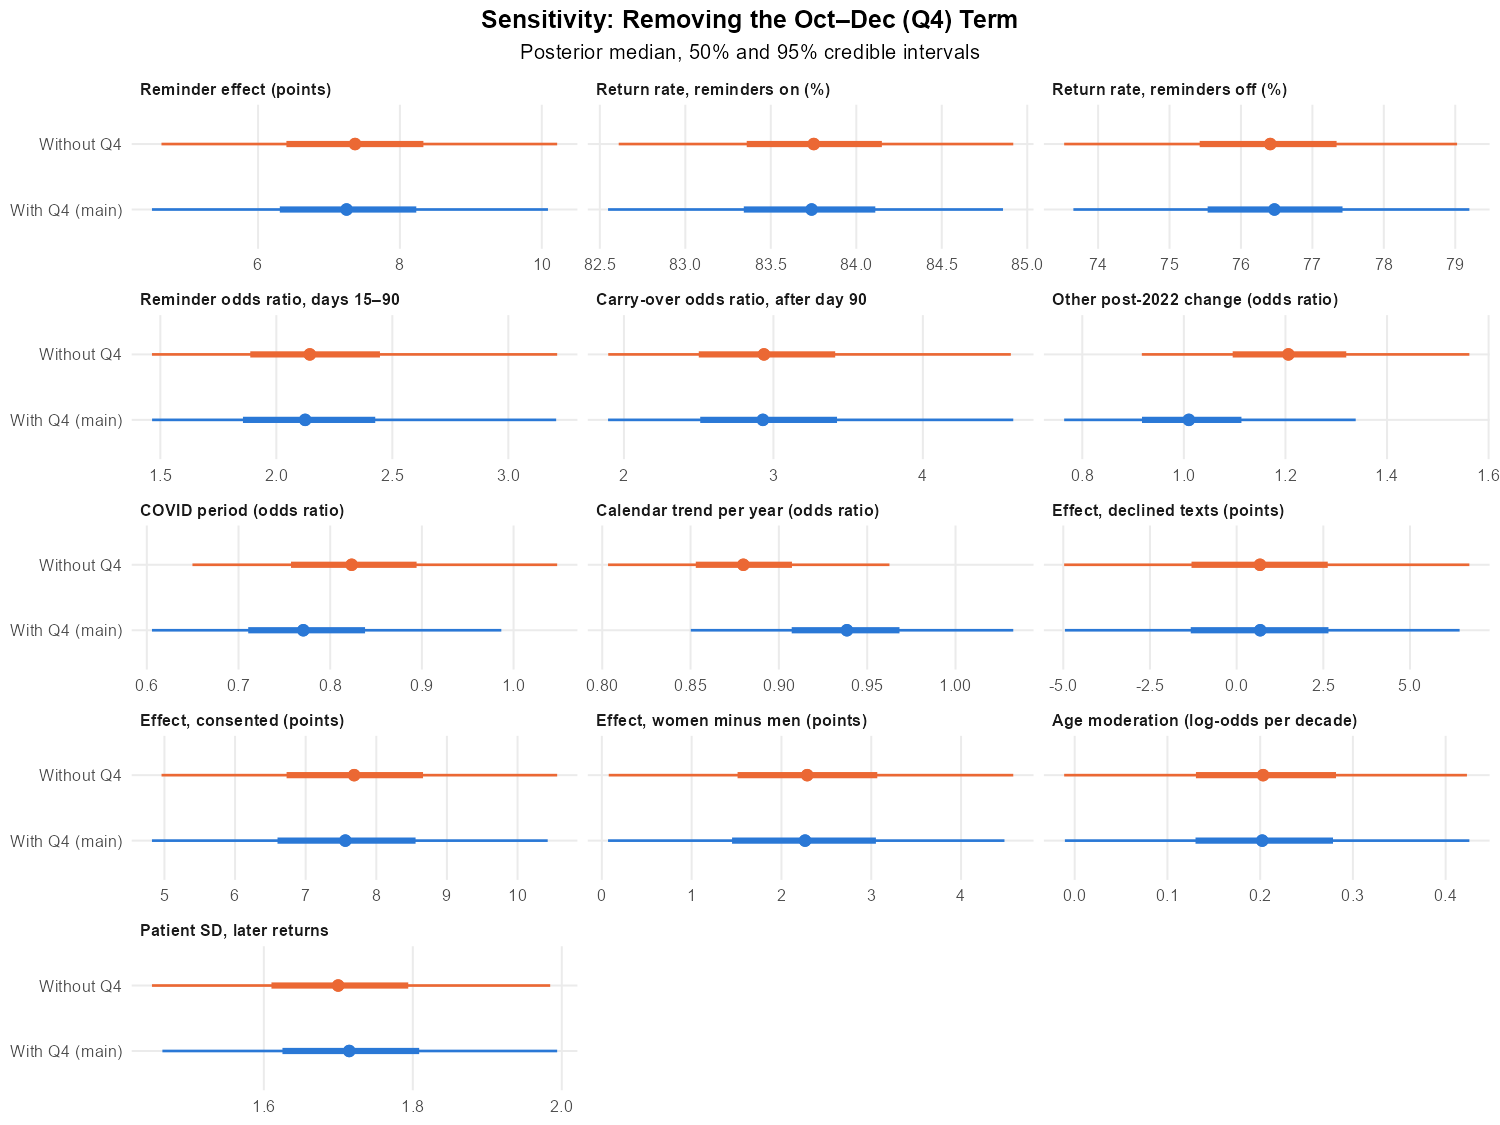 Sensitivity: Removing the Oct–Dec (Q4) Term
Posterior median, 50% and 95% credible intervals
Reminder effect (points)
Return rate, reminders on (%)
Return rate, reminders off (%)
Without Q4
With Q4 (main)
6 8 10
82.5 83.0 83.5 84.0 84.5 85.0
74 75 76 77 78 79
Reminder odds ratio, days 15–90
Carry-over odds ratio, after day 90
Other post-2022 change (odds ratio)
Without Q4
With Q4 (main)
1.5 2.0 2.5 3.0
2 3 4
0.8 1.0 1.2 1.4 1.6
COVID period (odds ratio)
Calendar trend per year (odds ratio)
Effect, declined texts (points)
Without Q4
With Q4 (main)
0.6 0.7 0.8 0.9 1.0
0.80 0.85 0.90 0.95 1.00
-5.0 -2.5 0.0 2.5 5.0
Effect, consented (points)
Effect, women minus men (points)
Age moderation (log-odds per decade)
Without Q4
With Q4 (main)
5 6 7 8 9 10
0 1 2 3 4
0.0 0.1 0.2 0.3 0.4
Patient SD, later returns
Without Q4
With Q4 (main)
1.6 1.8 2.0